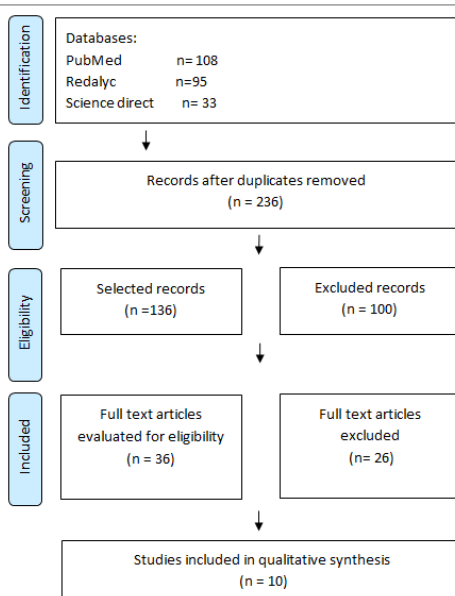 Identification
Databases:
PubMed n= 108
Redalyc n=95
Science direct n= 33
Screening
Records after duplicates removed
(n = 236)
Eligibility
Selected records
(n =136)
Excluded records
(n = 100)
Included
Full text articles
evaluated for eligibility
(n = 36)
Full text articles
excluded
(n= 26)
Studies included in qualitative synthesis
(n = 10)